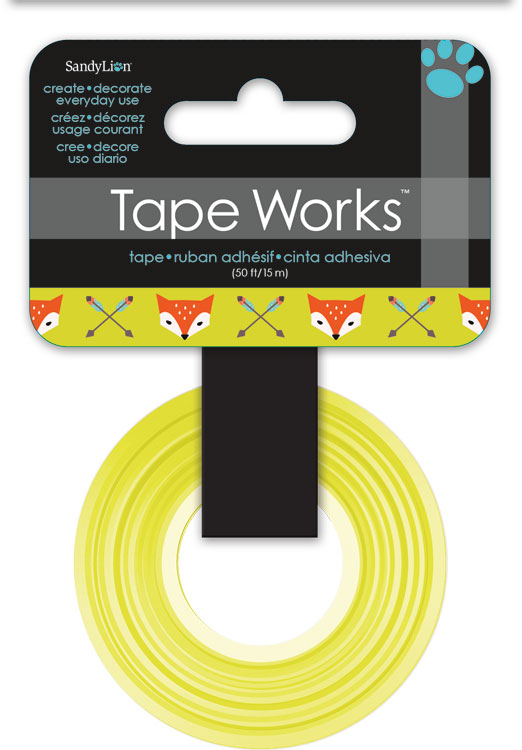 SandyLion®
create•decorate
everyday use
créez•décorez
usage courant
cree•decore
uso diario
Tape Works™
tape•ruban adhésif•cinta adhesiva
(50 ft/15 m)